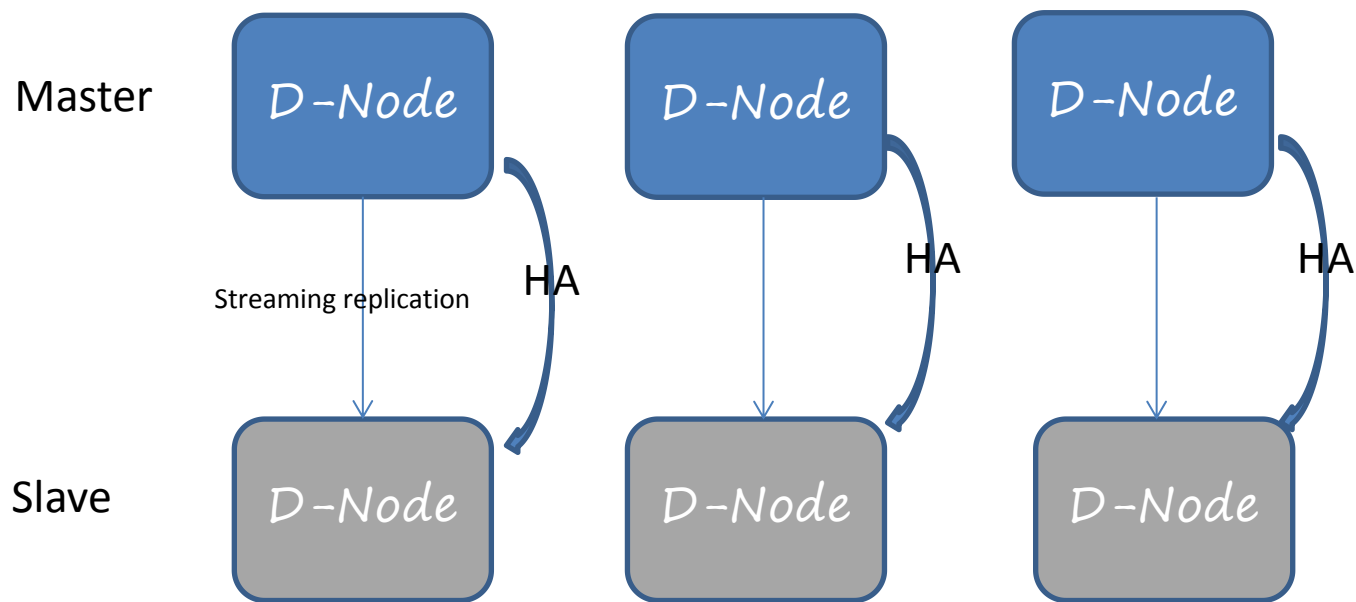 Master
D-Node
D-Node
D-Node
Streaming replication
HA
HA
HA
Slave
D-Node
D-Node
D-Node